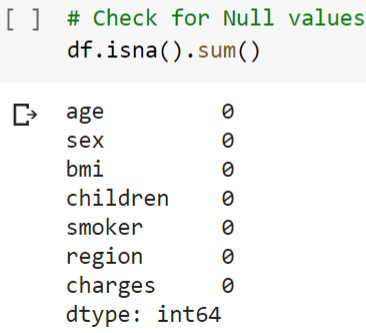 [ ] # Check for Null values
df.isna().sum()
age 0
sex 0
bmi 0
children 0
smoker 0
region 0
charges 0
dtype: int64